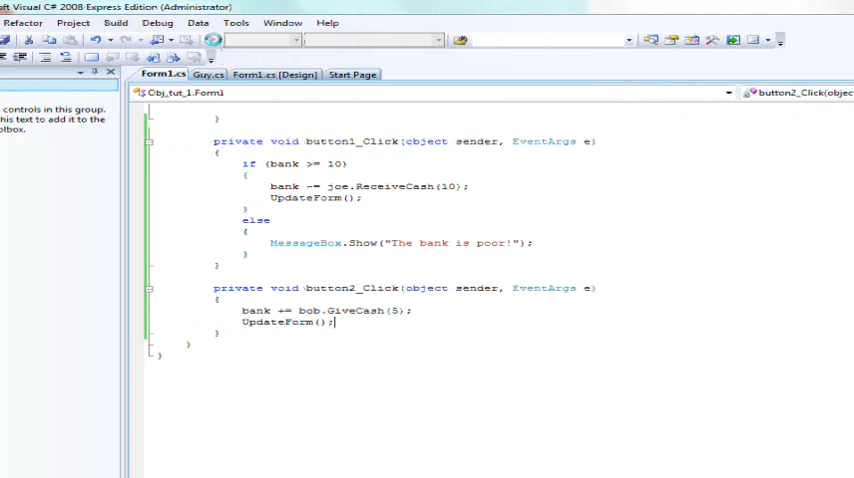 soft Visual C# 2008 Express Edition (Administrator)
Refactor Project Build Debug Data Tools Window Help
Form1.cs Guy.cs Form1.cs [Design] Start Page
Obj_tut_1.Form1 button2_Click(objec
controls in this group.
his text to add it to the
olbox.
}
private void button1_Click(object sender, EventArgs e)
{
if (bank >= 10)
{
bank -= joe.ReceiveCash(10);
UpdateForm();
}
else
{
MessageBox.Show("The bank is poor!");
}
}
private void button2_Click(object sender, EventArgs e)
{
bank += bob.GiveCash(5);
UpdateForm();
}
}
}